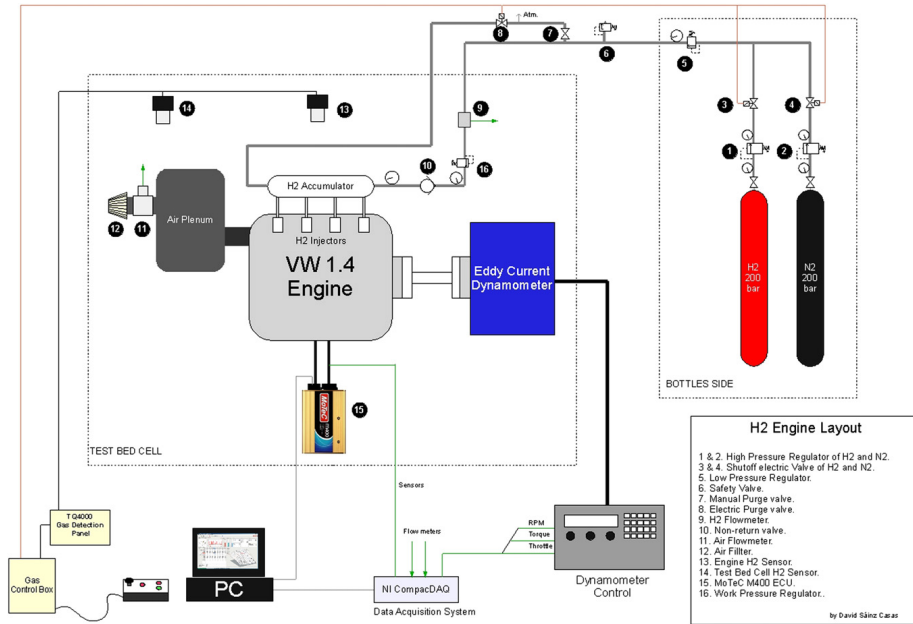 Atm.
8
7
6
5
14
13
9
3
4
10
16
1
2
H2 Accumulator
12
11
Air Plenum
H2 Injectors
VW 1.4
Engine
Eddy Current
Dynamometer
H2
200
bar
N2
200
bar
BOTTLES SIDE
MoTeC
15
TEST BED CELL
Sensors
H2 Engine Layout
1 & 2. High Pressure Regulator of H2 and N2.
3 & 4. Shutoff electric Valve of H2 and N2.
5. Low Pressure Regulator.
6. Safety Valve.
7. Manual Purge valve.
8. Electric Purge valve.
9. H2 Flowmeter.
10. Non-return valve.
11. Air Flowmeter.
12. Air Fillter.
13. Engine H2 Sensor.
14. Test Bed Cell H2 Sensor.
15. MoTeC M400 ECU.
16. Work Pressure Regulator..
by David Sáinz Casas
TQ4000
Gas Detection
Panel
Flow meters
RPM
Torque
Throttle
Gas
Control Box
PC
NI CompacDAQ
Data Acquisition System
Dynamometer
Control